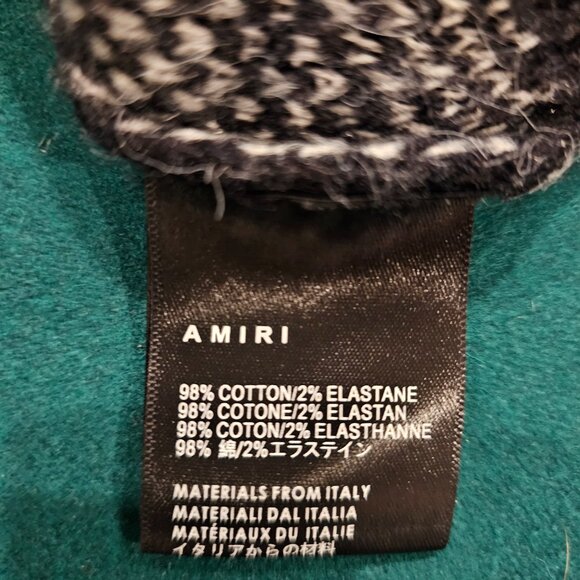 AMIRI
98% COTTON/2% ELASTANE
98% COTONE/2% ELASTAN
98% COTON/2% ELASTHANNE
98% 綿/2%エラステイン
MATERIALS FROM ITALY
MATERIALI DAL ITALIA
MATÉRIAUX DU ITALIE
イタリアからの材料